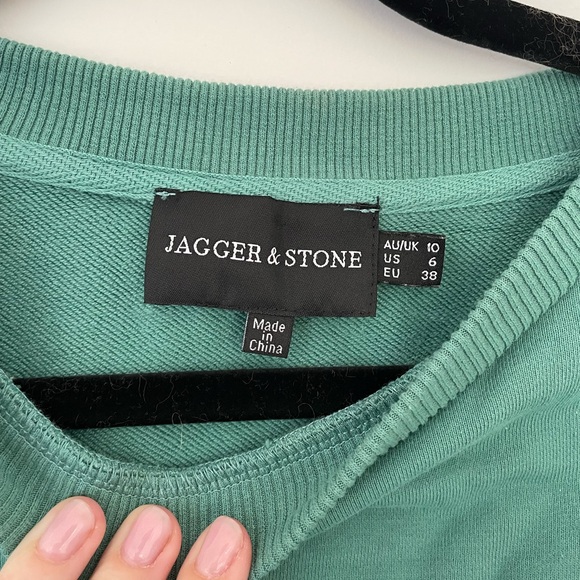 JAGGER & STONE
AU/UK 10
US 6
EU 38
Made
in
China